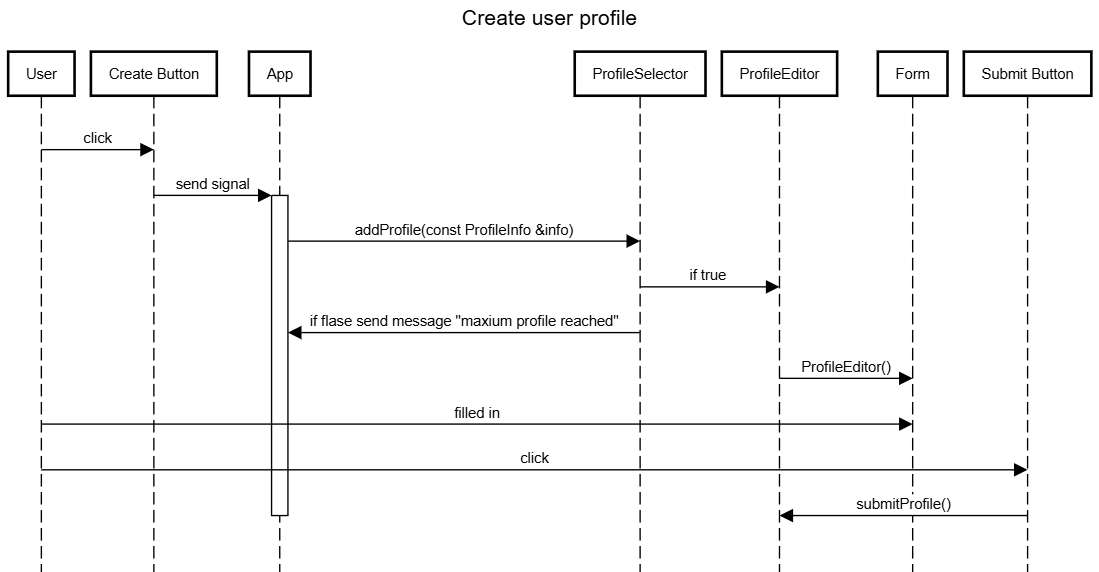 Create user profile
User
Create Button
App
ProfileSelector
ProfileEditor
Form
Submit Button
click
send signal
addProfile(const ProfileInfo &info)
if true
if flase send message "maxium profile reached"
ProfileEditor()
filled in
click
submitProfile()